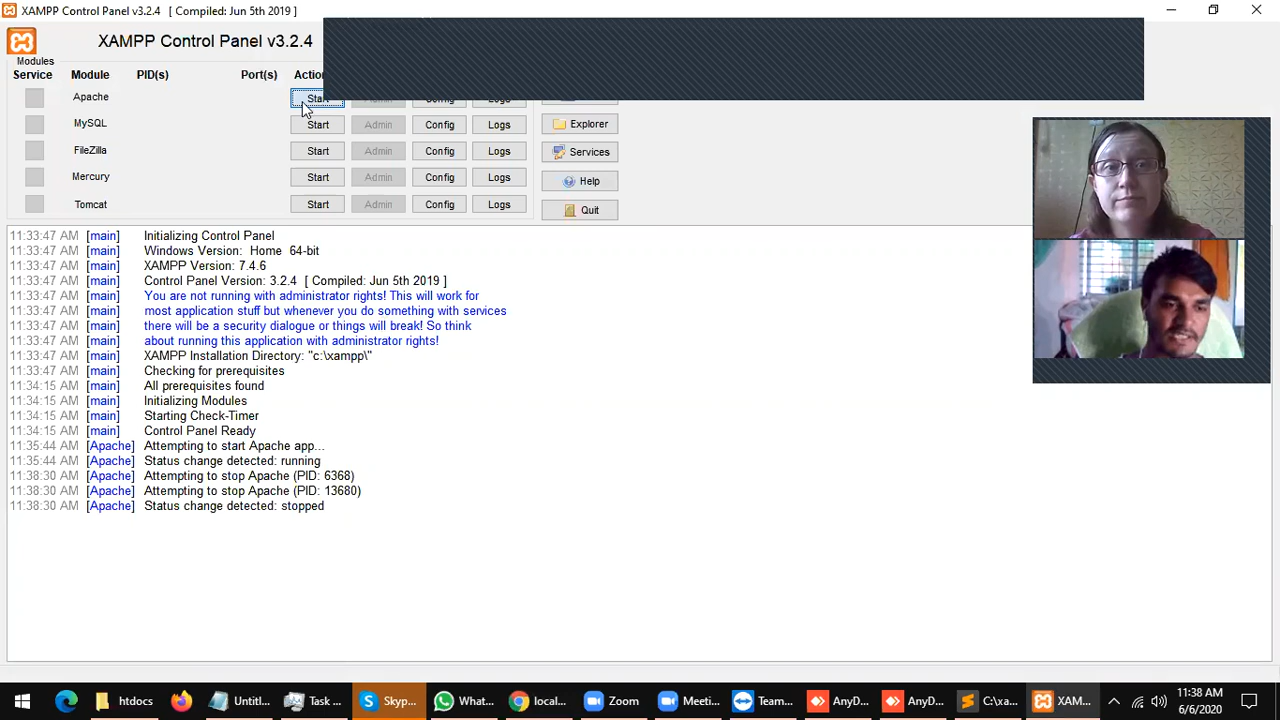 XAMPP Control Panel v3.2.4 [ Compiled: Jun 5th 2019 ]
XAMPP Control Panel v3.2.4
Modules
Service Module PID(s) Port(s)
Apache Start Admin Config
MySQL Start Admin Config Logs Explorer
FileZilla Start Admin Config Logs Services
Mercury Start Admin Config Logs Help
Tomcat Start Admin Config Logs Quit
11:33:47 AM [main] Initializing Control Panel
11:33:47 AM [main] Windows Version: Home 64-bit
11:33:47 AM [main] XAMPP Version: 7.4.6
11:33:47 AM [main] Control Panel Version: 3.2.4 [ Compiled: Jun 5th 2019 ]
11:33:47 AM [main] You are not running with administrator rights! This will work for
11:33:47 AM [main] most application stuff but whenever you do something with services
11:33:47 AM [main] there will be a security dialogue or things will break! So think
11:33:47 AM [main] about running this application with administrator rights!
11:33:47 AM [main] XAMPP Installation Directory: "c:\xampp\"
11:33:47 AM [main] Checking for prerequisites
11:34:15 AM [main] All prerequisites found
11:34:15 AM [main] Initializing Modules
11:34:15 AM [main] Starting Check-Timer
11:34:15 AM [main] Control Panel Ready
11:35:44 AM [Apache] Attempting to start Apache app...
11:35:44 AM [Apache] Status change detected: running
11:38:30 AM [Apache] Attempting to stop Apache (PID: 6368)
11:38:30 AM [Apache] Attempting to stop Apache (PID: 13680)
11:38:30 AM [Apache] Status change detected: stopped
htdocs Untitl... Task ... Skyp... What... local... Zoom Meeti... Team... AnyD... AnyD... C:\xa... XAM...
11:38 AM
6/6/2020